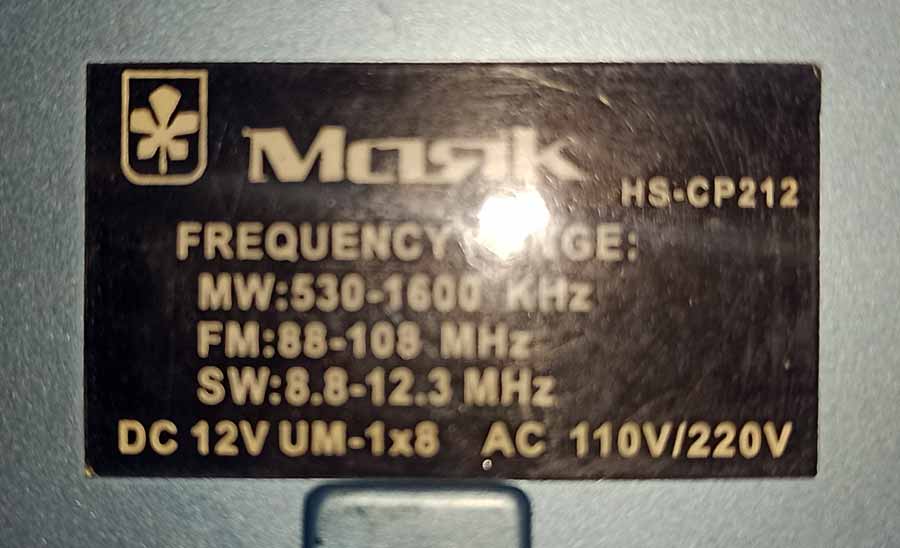 Маяк
HS-CP212
FREQUENCY
MW:530-1600 KHz
FM:88-108 MHz
SW:8.8-12.3 MHz
DC 12V UM-1x8 AC 110V/220V